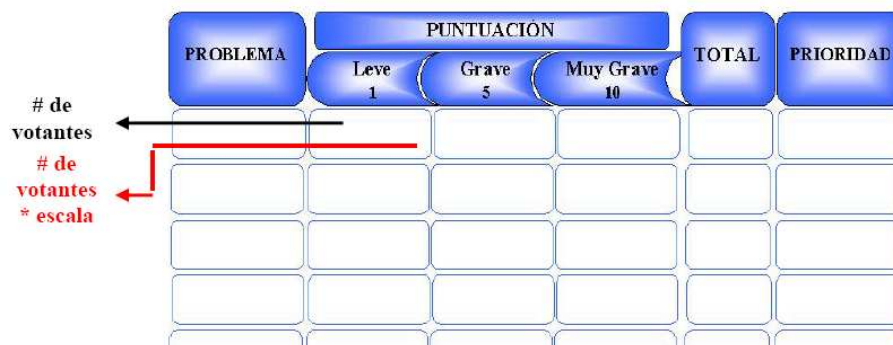 PROBLEMA
PUNTUACIÓN
Leve
1
Grave
5
Muy Grave
10
TOTAL
PRIORIDAD
# de
votantes
# de
votantes
* escala